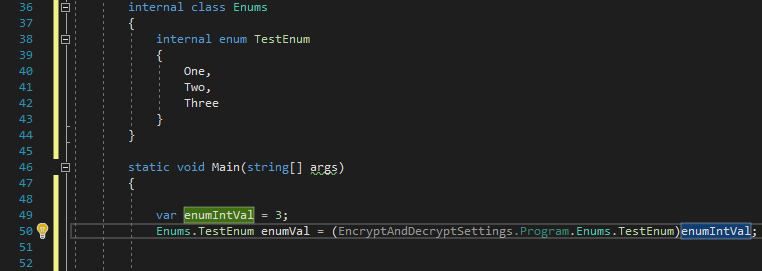 36 internal class Enums
37 {
38 internal enum TestEnum
39 {
40 One,
41 Two,
42 Three
43 }
44 }
45
46 static void Main(string[] args)
47 {
48
49 var enumIntVal = 3;
50 Enums.TestEnum enumVal = (EncryptAndDecryptSettings.Program.Enums.TestEnum)enumIntVal;
51
52